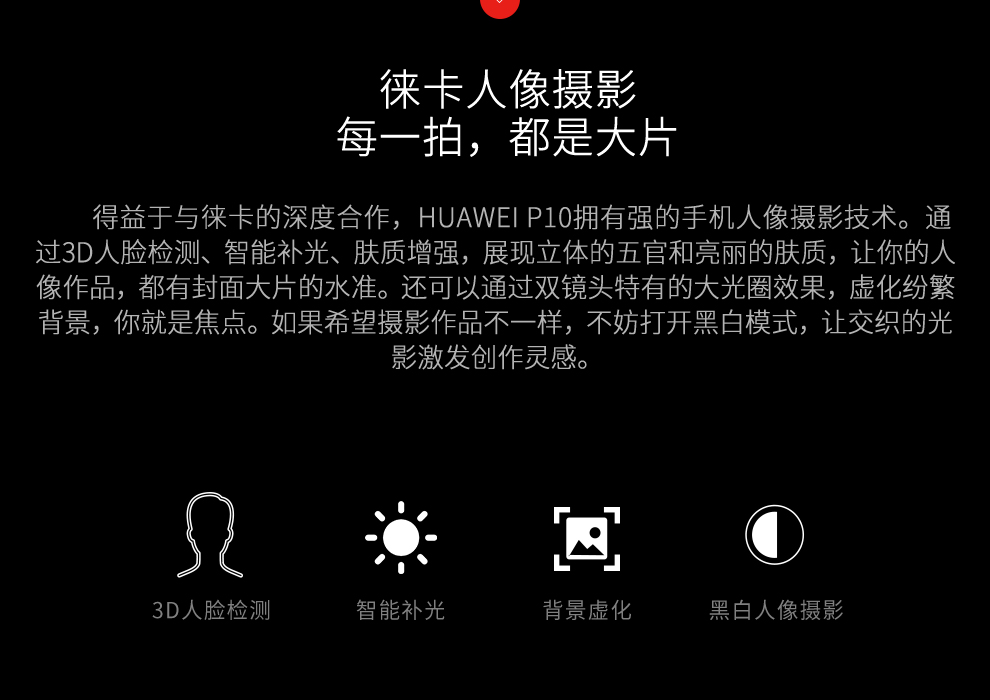 徕卡人像摄影
每一拍，都是大片
得益于与徕卡的深度合作，HUAWEI P10拥有强的手机人像摄影技术。通
过3D人脸检测、智能补光、肤质增强，展现立体的五官和亮丽的肤质，让你的人
像作品，都有封面大片的水准。还可以通过双镜头特有的大光圈效果，虚化纷繁
背景，你就是焦点。如果希望摄影作品不一样，不妨打开黑白模式，让交织的光
影激发创作灵感。
3D人脸检测
智能补光
背景虚化
黑白人像摄影